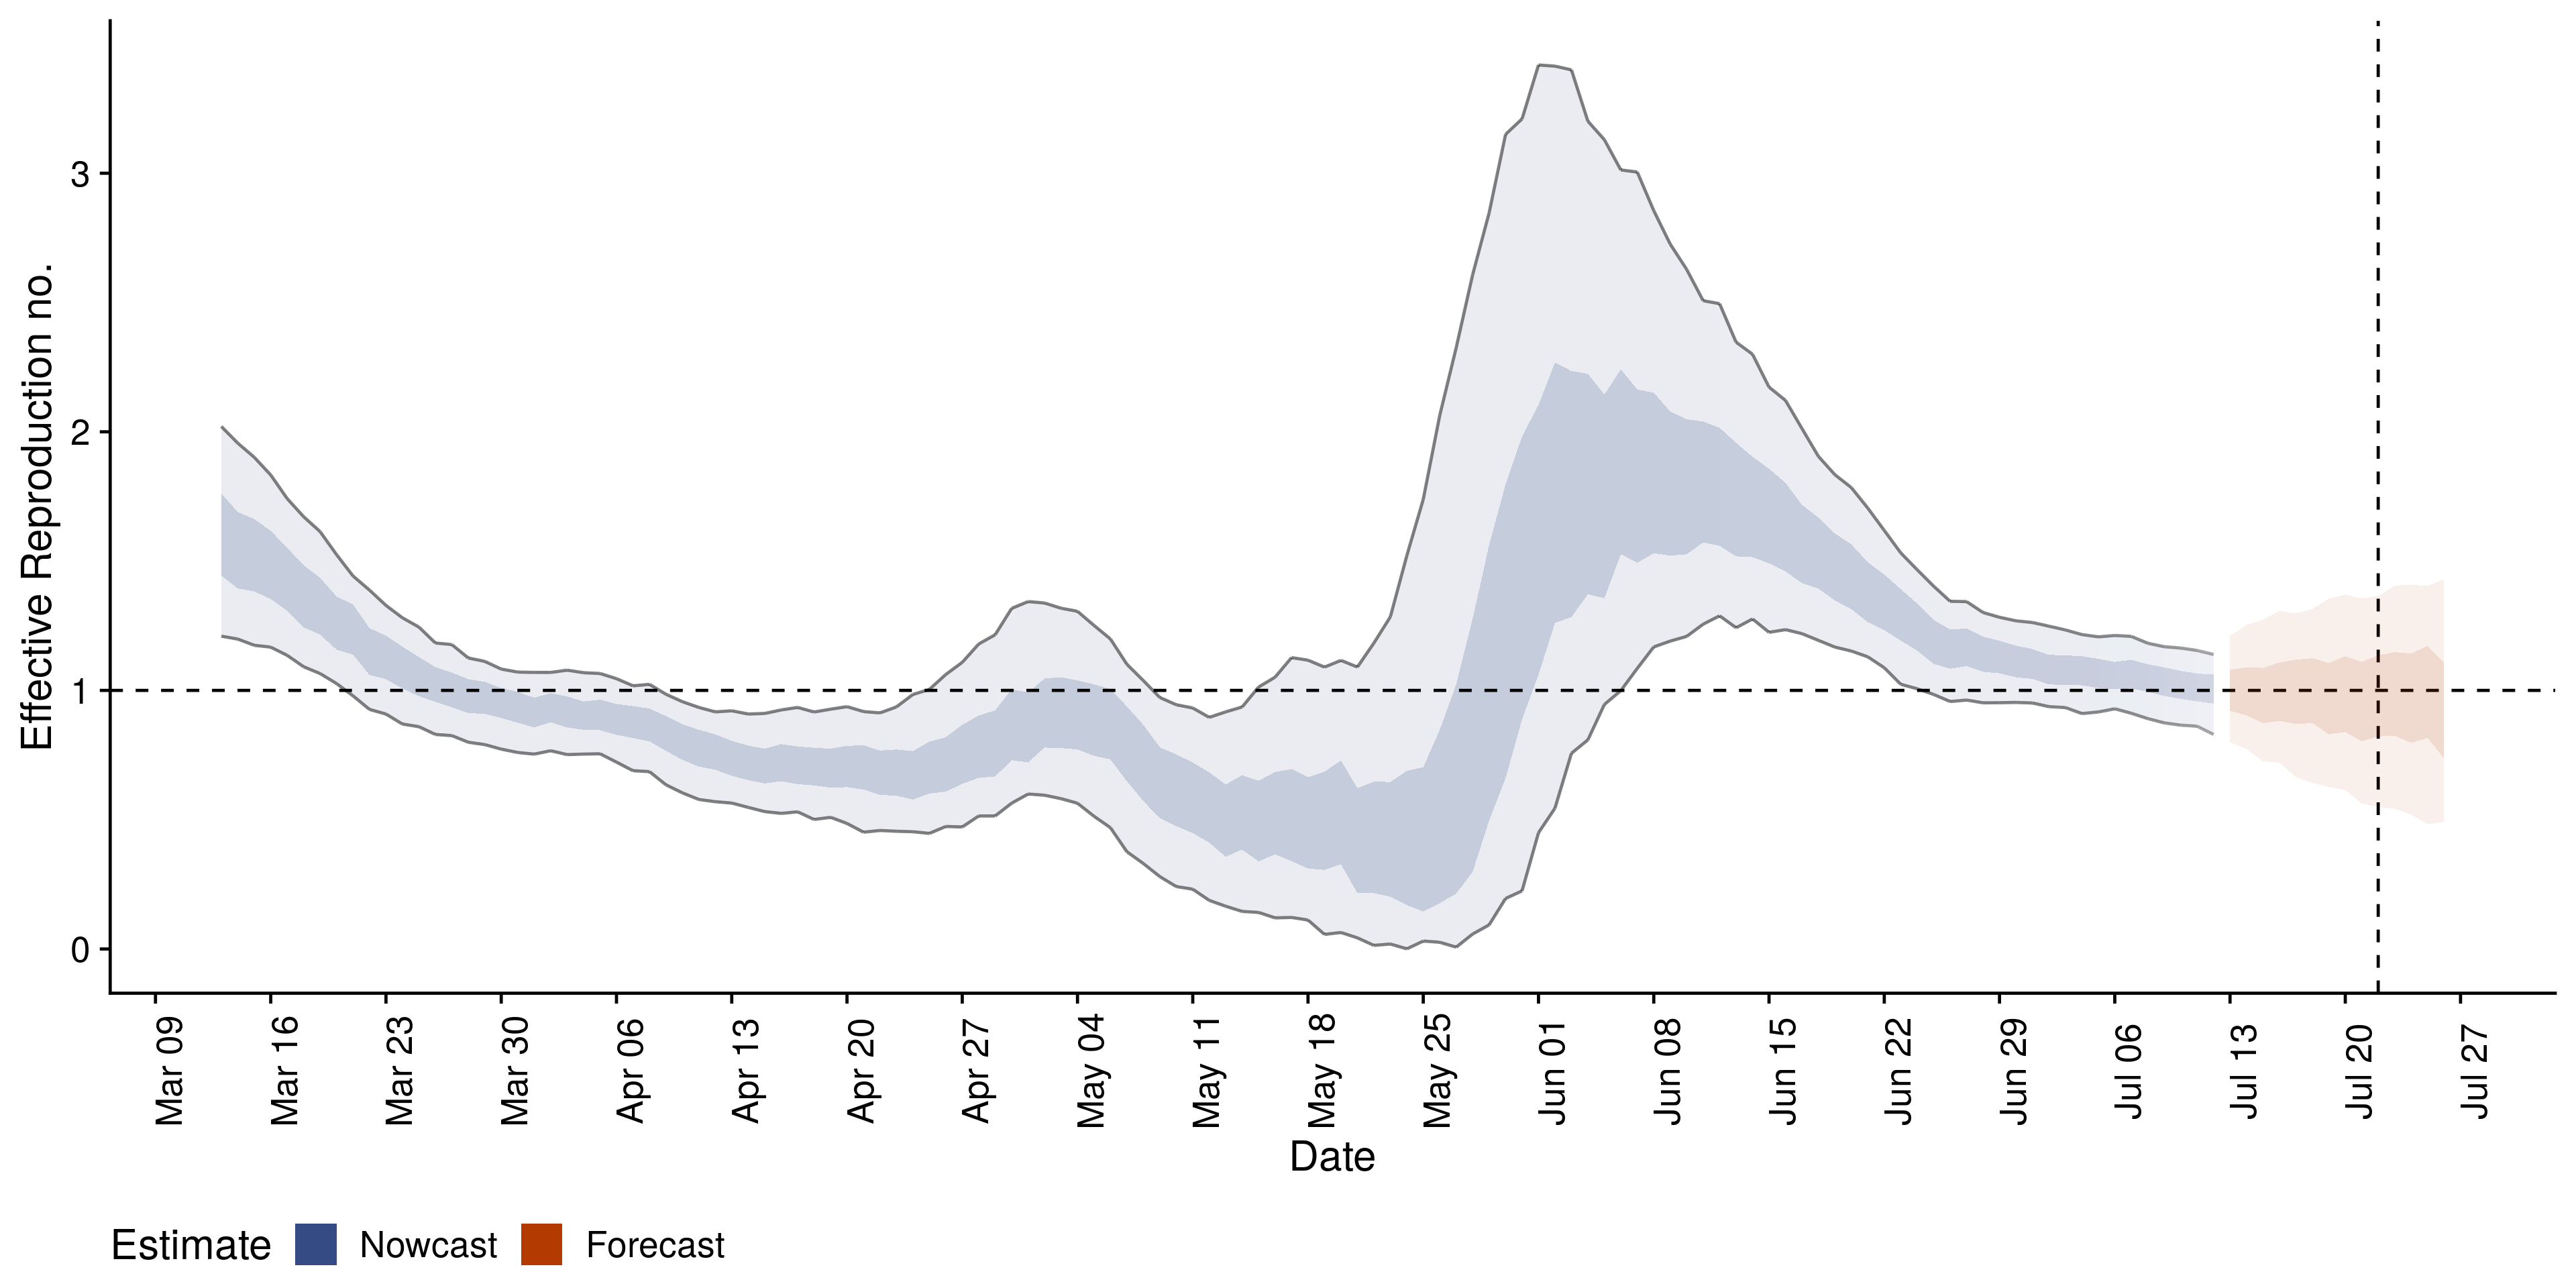 Effective Reproduction no.
3
2
1
0
Mar 09
Mar 16
Mar 23
Mar 30
Apr 06
Apr 13
Apr 20
Apr 27
May 04
May 11
May 18
May 25
Jun 01
Jun 08
Jun 15
Jun 22
Jun 29
Jul 06
Jul 13
Jul 20
Jul 27
Date
Estimate Nowcast Forecast